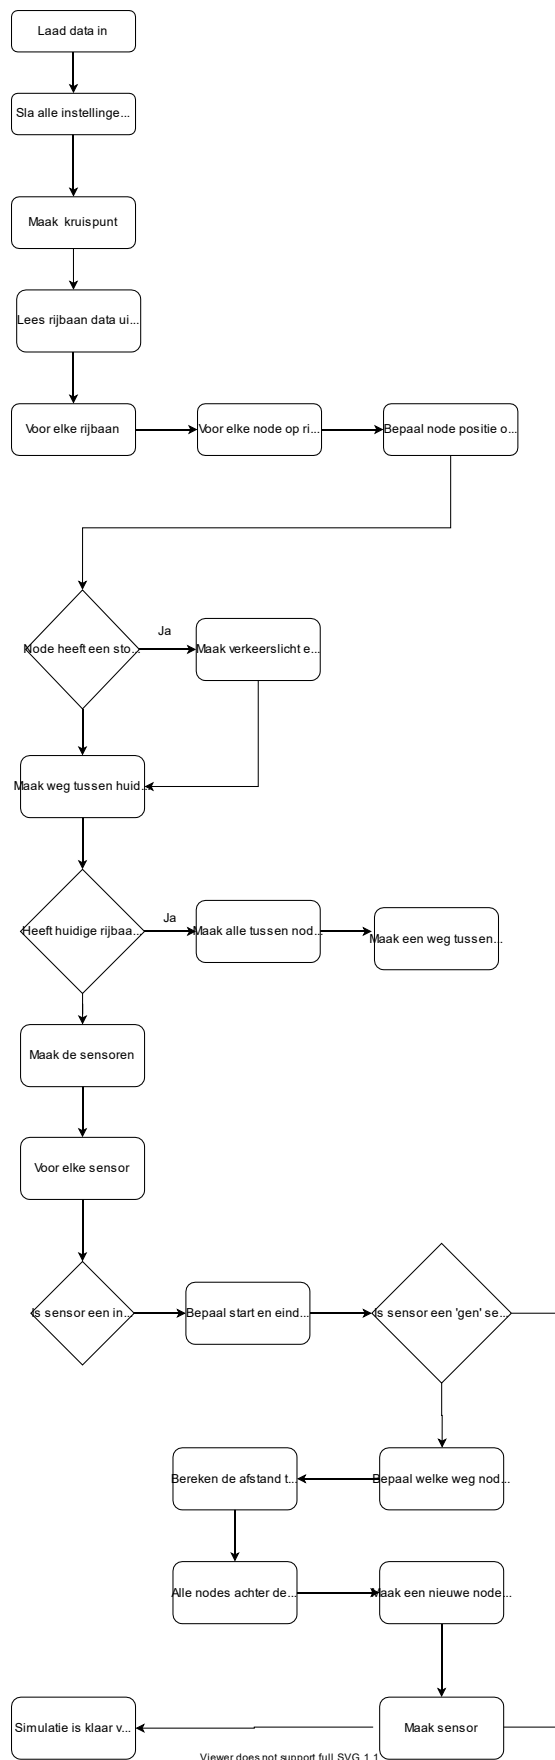 Laad data in
Sla alle instellinge...
Maak kruispunt
Lees rijbaan data ui...
Voor elke rijbaan
Voor elke node op ri...
Bepaal node positie o...
Node heeft een sto...
Ja
Maak verkeerslicht e...
Maak weg tussen huid...
Heeft huidige rijbaa...
Ja
Maak alle tussen nod...
Maak een weg tussen...
Maak de sensoren
Voor elke sensor
Is sensor een in...
Bepaal start en eind...
Is sensor een 'gen' se...
Bepaal welke weg nod...
Bereken de afstand t...
Alle nodes achter de...
Maak een nieuwe node...
Simulatie is klaar v...
Maak sensor
Viewer does not support full SVG 1.1